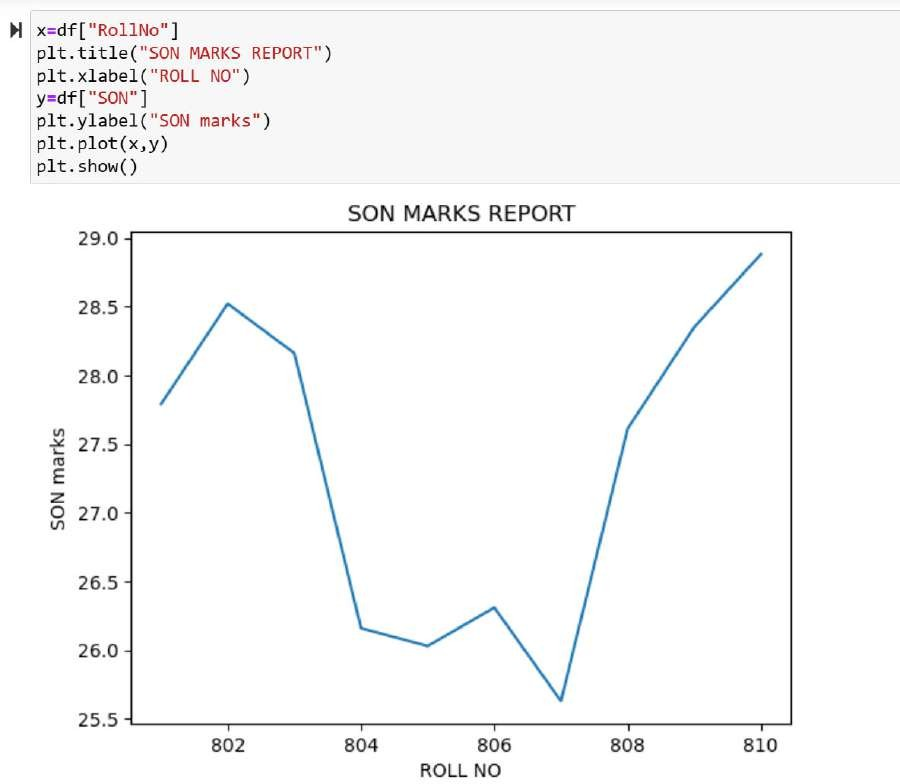 x=df["RollNo"]
plt.title("SON MARKS REPORT")
plt.xlabel("ROLL NO")
y=df["SON"]
plt.ylabel("SON marks")
plt.plot(x,y)
plt.show()
SON MARKS REPORT
29.0
28.5
28.0
27.5
27.0
26.5
26.0
25.5
SON marks
802 804 806 808 810
ROLL NO